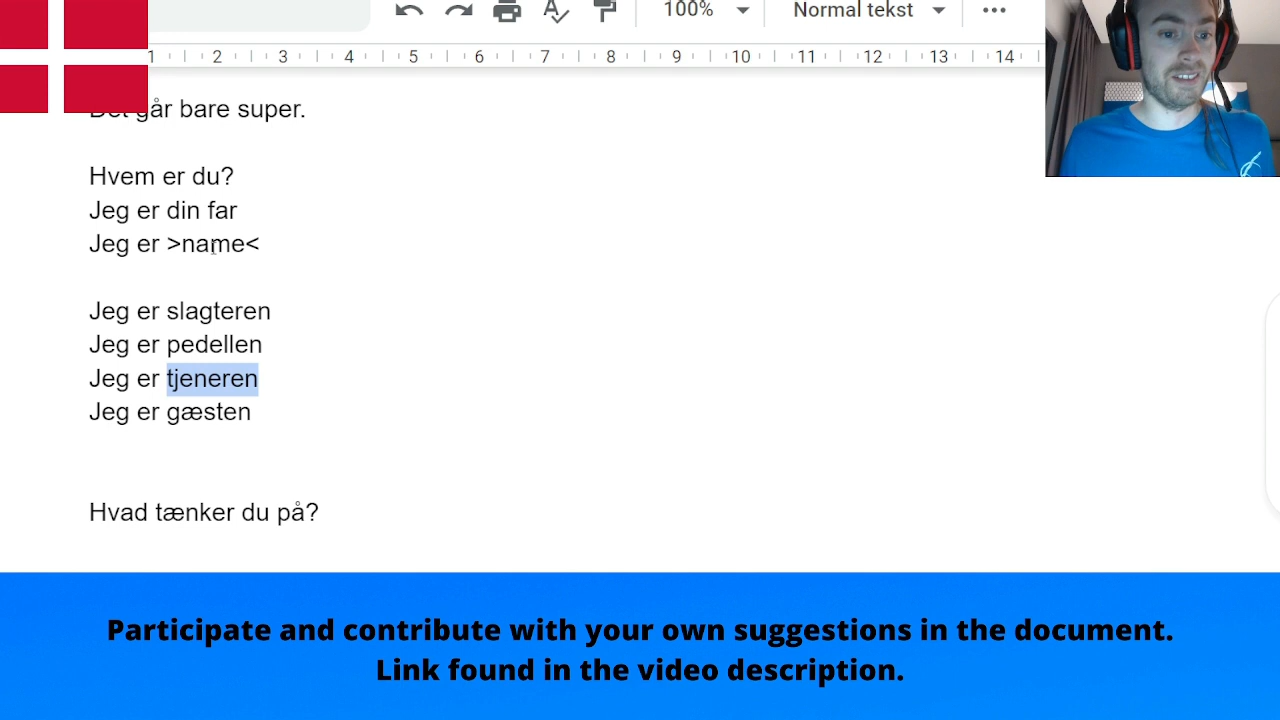 100% Normal tekst
1 2 3 4 5 6 7 8 9 10 11 12 13 14
Det går bare super.
Hvem er du?
Jeg er din far
Jeg er >name<
Jeg er slagteren
Jeg er pedellen
Jeg er tjeneren
Jeg er gæsten
Hvad tænker du på?
Participate and contribute with your own suggestions in the document.
Link found in the video description.